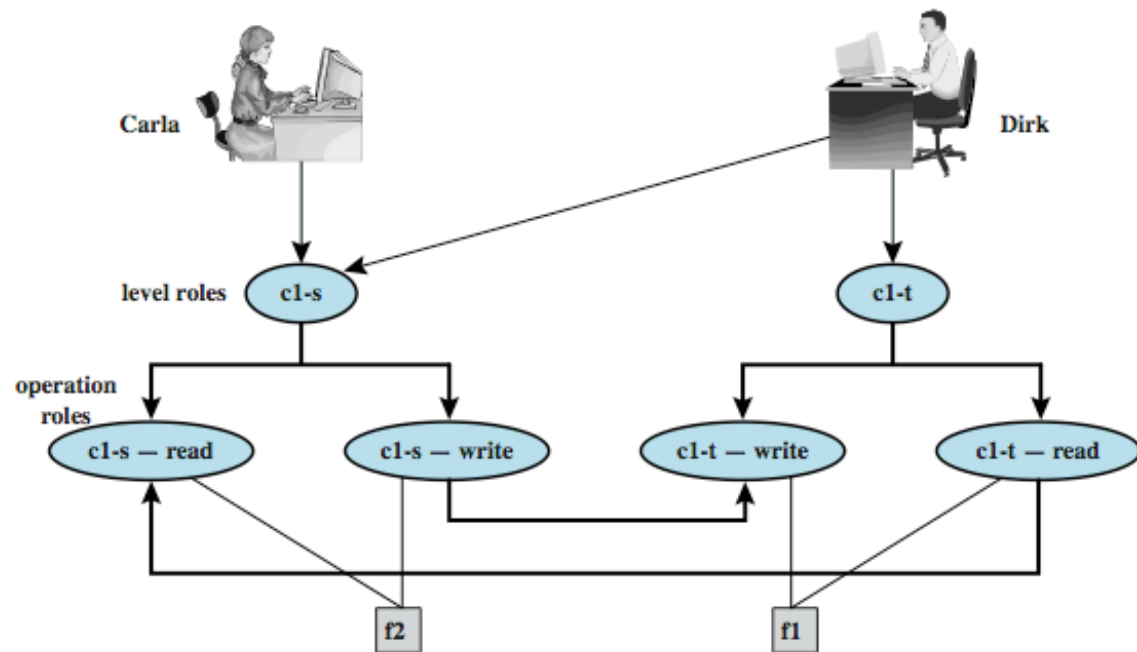 Carla
Dirk
level roles
c1-s
c1-t
operation
roles
c1-s — read
c1-s — write
c1-t — write
c1-t — read
f2
f1